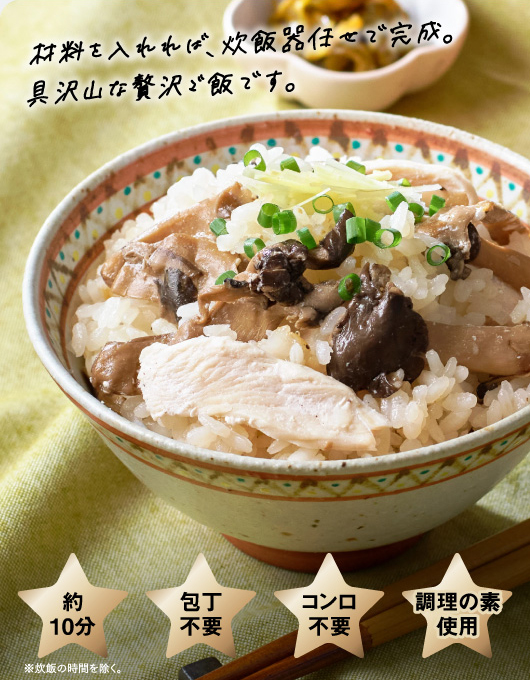 材料を入れれば、炊飯器任せで完成。
具沢山な贅沢ご飯です。
約
10分
包丁
不要
コンロ
不要
調理の素
使用
※炊飯の時間を除く。